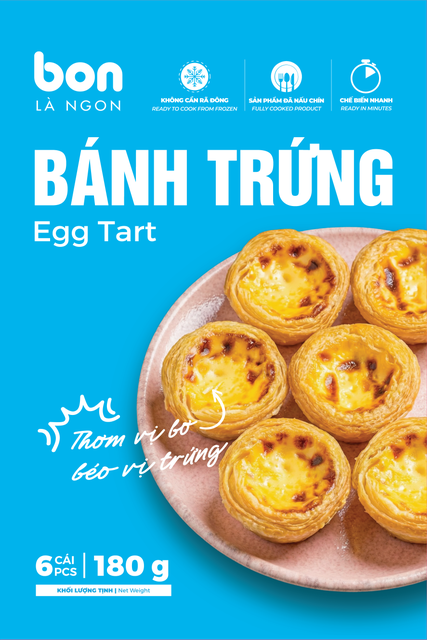 bon
LÀ NGON
KHÔNG CẦN RÃ ĐÔNG
READY TO COOK FROM FROZEN
SẢN PHẨM ĐÃ NẤU CHÍN
FULLY COOKED PRODUCT
CHẾ BIẾN NHANH
READY IN MINUTES
BÁNH TRỨNG
Egg Tart
Thơm vị bơ
béo vị trứng
6 CÁI PCS | 180 g
KHỐI LƯỢNG TỊNH | Net Weight